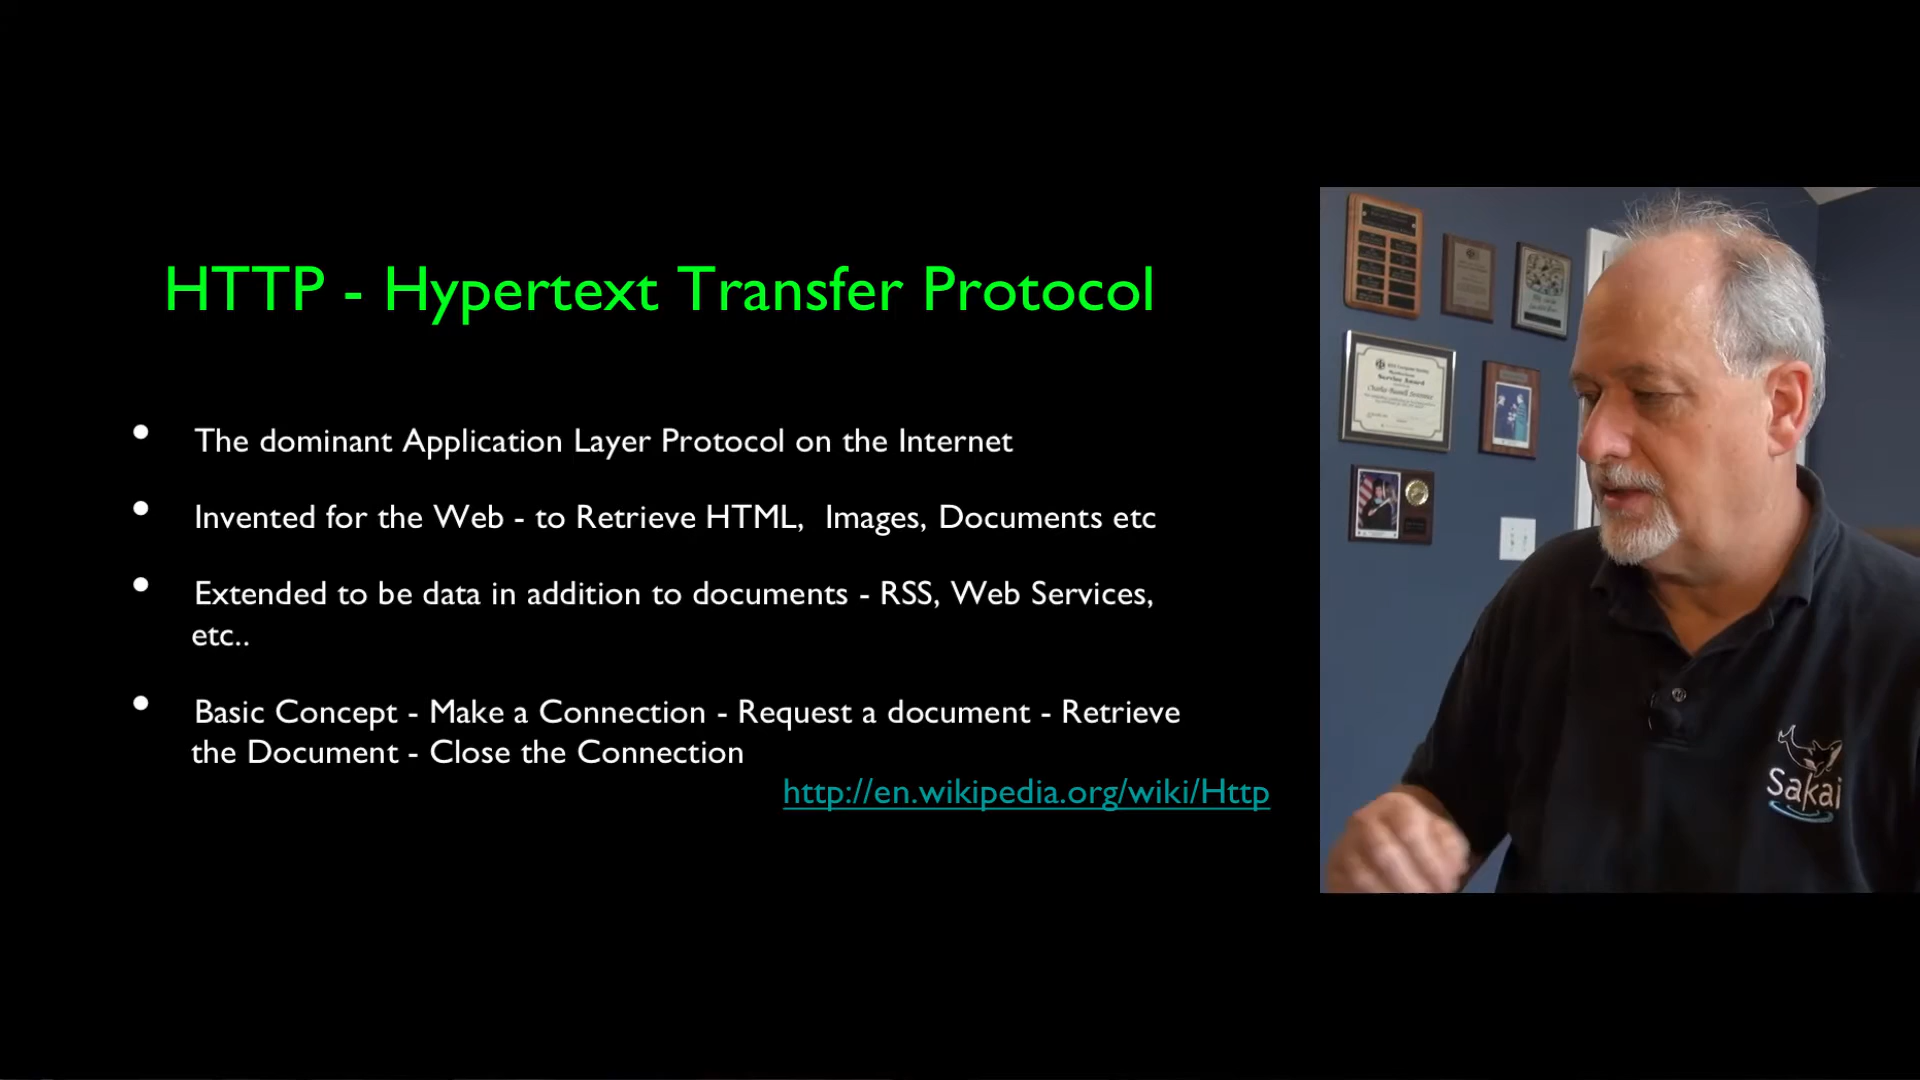 HTTP - Hypertext Transfer Protocol
• The dominant Application Layer Protocol on the Internet
• Invented for the Web - to Retrieve HTML, Images, Documents etc
• Extended to be data in addition to documents - RSS, Web Services,
etc..
• Basic Concept - Make a Connection - Request a document - Retrieve
the Document - Close the Connection
http://en.wikipedia.org/wiki/Http
Service Award
Sakai